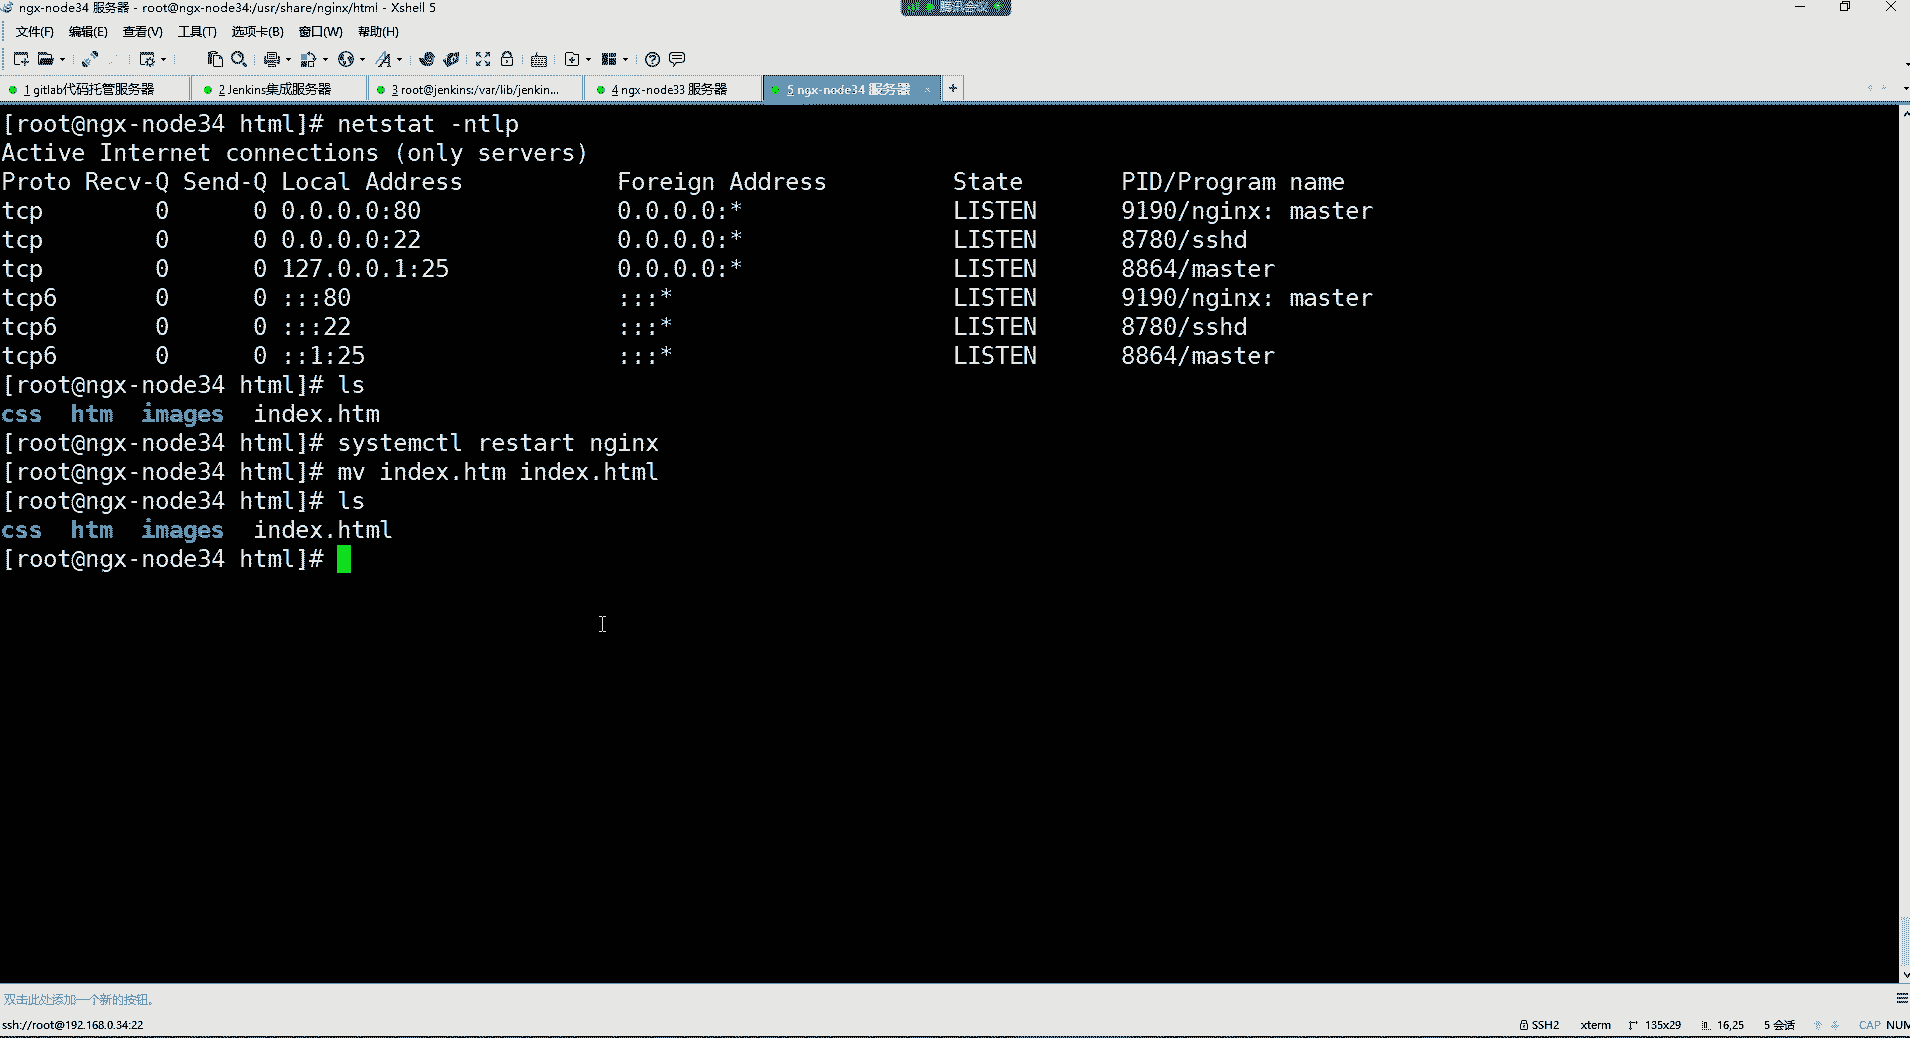 ngx-node34 服务器 - root@ngx-node34:/usr/share/nginx/html - Xshell 5
腾讯会议
文件(F) 编辑(E) 查看(V) 工具(T) 选项卡(B) 窗口(W) 帮助(H)
1 gitlab代码托管服务器 2 Jenkins集成服务器 3 root@jenkins:/var/lib/jenkin... 4 ngx-node33 服务器 5 ngx-node34 服务器 × +
[root@ngx-node34 html]# netstat -ntlp
Active Internet connections (only servers)
Proto Recv-Q Send-Q Local Address Foreign Address State PID/Program name
tcp 0 0 0.0.0.0:80 0.0.0.0:* LISTEN 9190/nginx: master
tcp 0 0 0.0.0.0:22 0.0.0.0:* LISTEN 8780/sshd
tcp 0 0 127.0.0.1:25 0.0.0.0:* LISTEN 8864/master
tcp6 0 0 :::80 :::* LISTEN 9190/nginx: master
tcp6 0 0 :::22 :::* LISTEN 8780/sshd
tcp6 0 0 ::1:25 :::* LISTEN 8864/master
[root@ngx-node34 html]# ls
css htm images index.htm
[root@ngx-node34 html]# systemctl restart nginx
[root@ngx-node34 html]# mv index.htm index.html
[root@ngx-node34 html]# ls
css htm images index.html
[root@ngx-node34 html]#
双击此处添加一个新的按钮。
ssh://root@192.168.0.34:22 SSH2 xterm 135x29 16,25 5 会话 CAP NUM